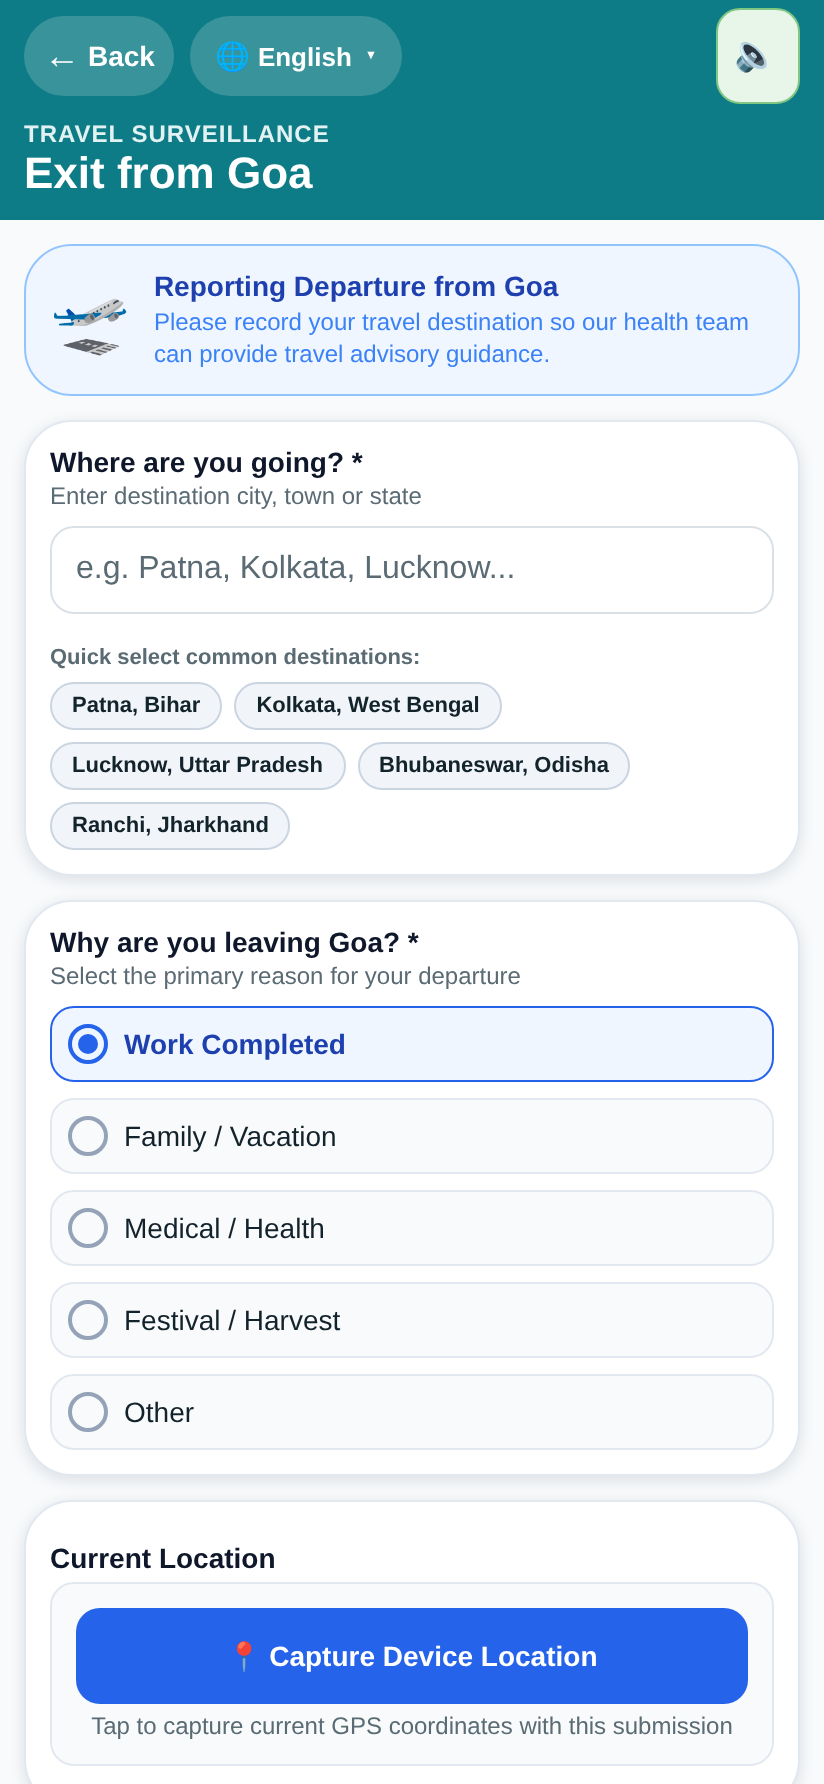 ← Back
English ▼
TRAVEL SURVEILLANCE
Exit from Goa
Reporting Departure from Goa
Please record your travel destination so our health team
can provide travel advisory guidance.
Where are you going? *
Enter destination city, town or state
e.g. Patna, Kolkata, Lucknow...
Quick select common destinations:
Patna, Bihar
Kolkata, West Bengal
Lucknow, Uttar Pradesh
Bhubaneswar, Odisha
Ranchi, Jharkhand
Why are you leaving Goa? *
Select the primary reason for your departure
Work Completed
Family / Vacation
Medical / Health
Festival / Harvest
Other
Current Location
Capture Device Location
Tap to capture current GPS coordinates with this submission